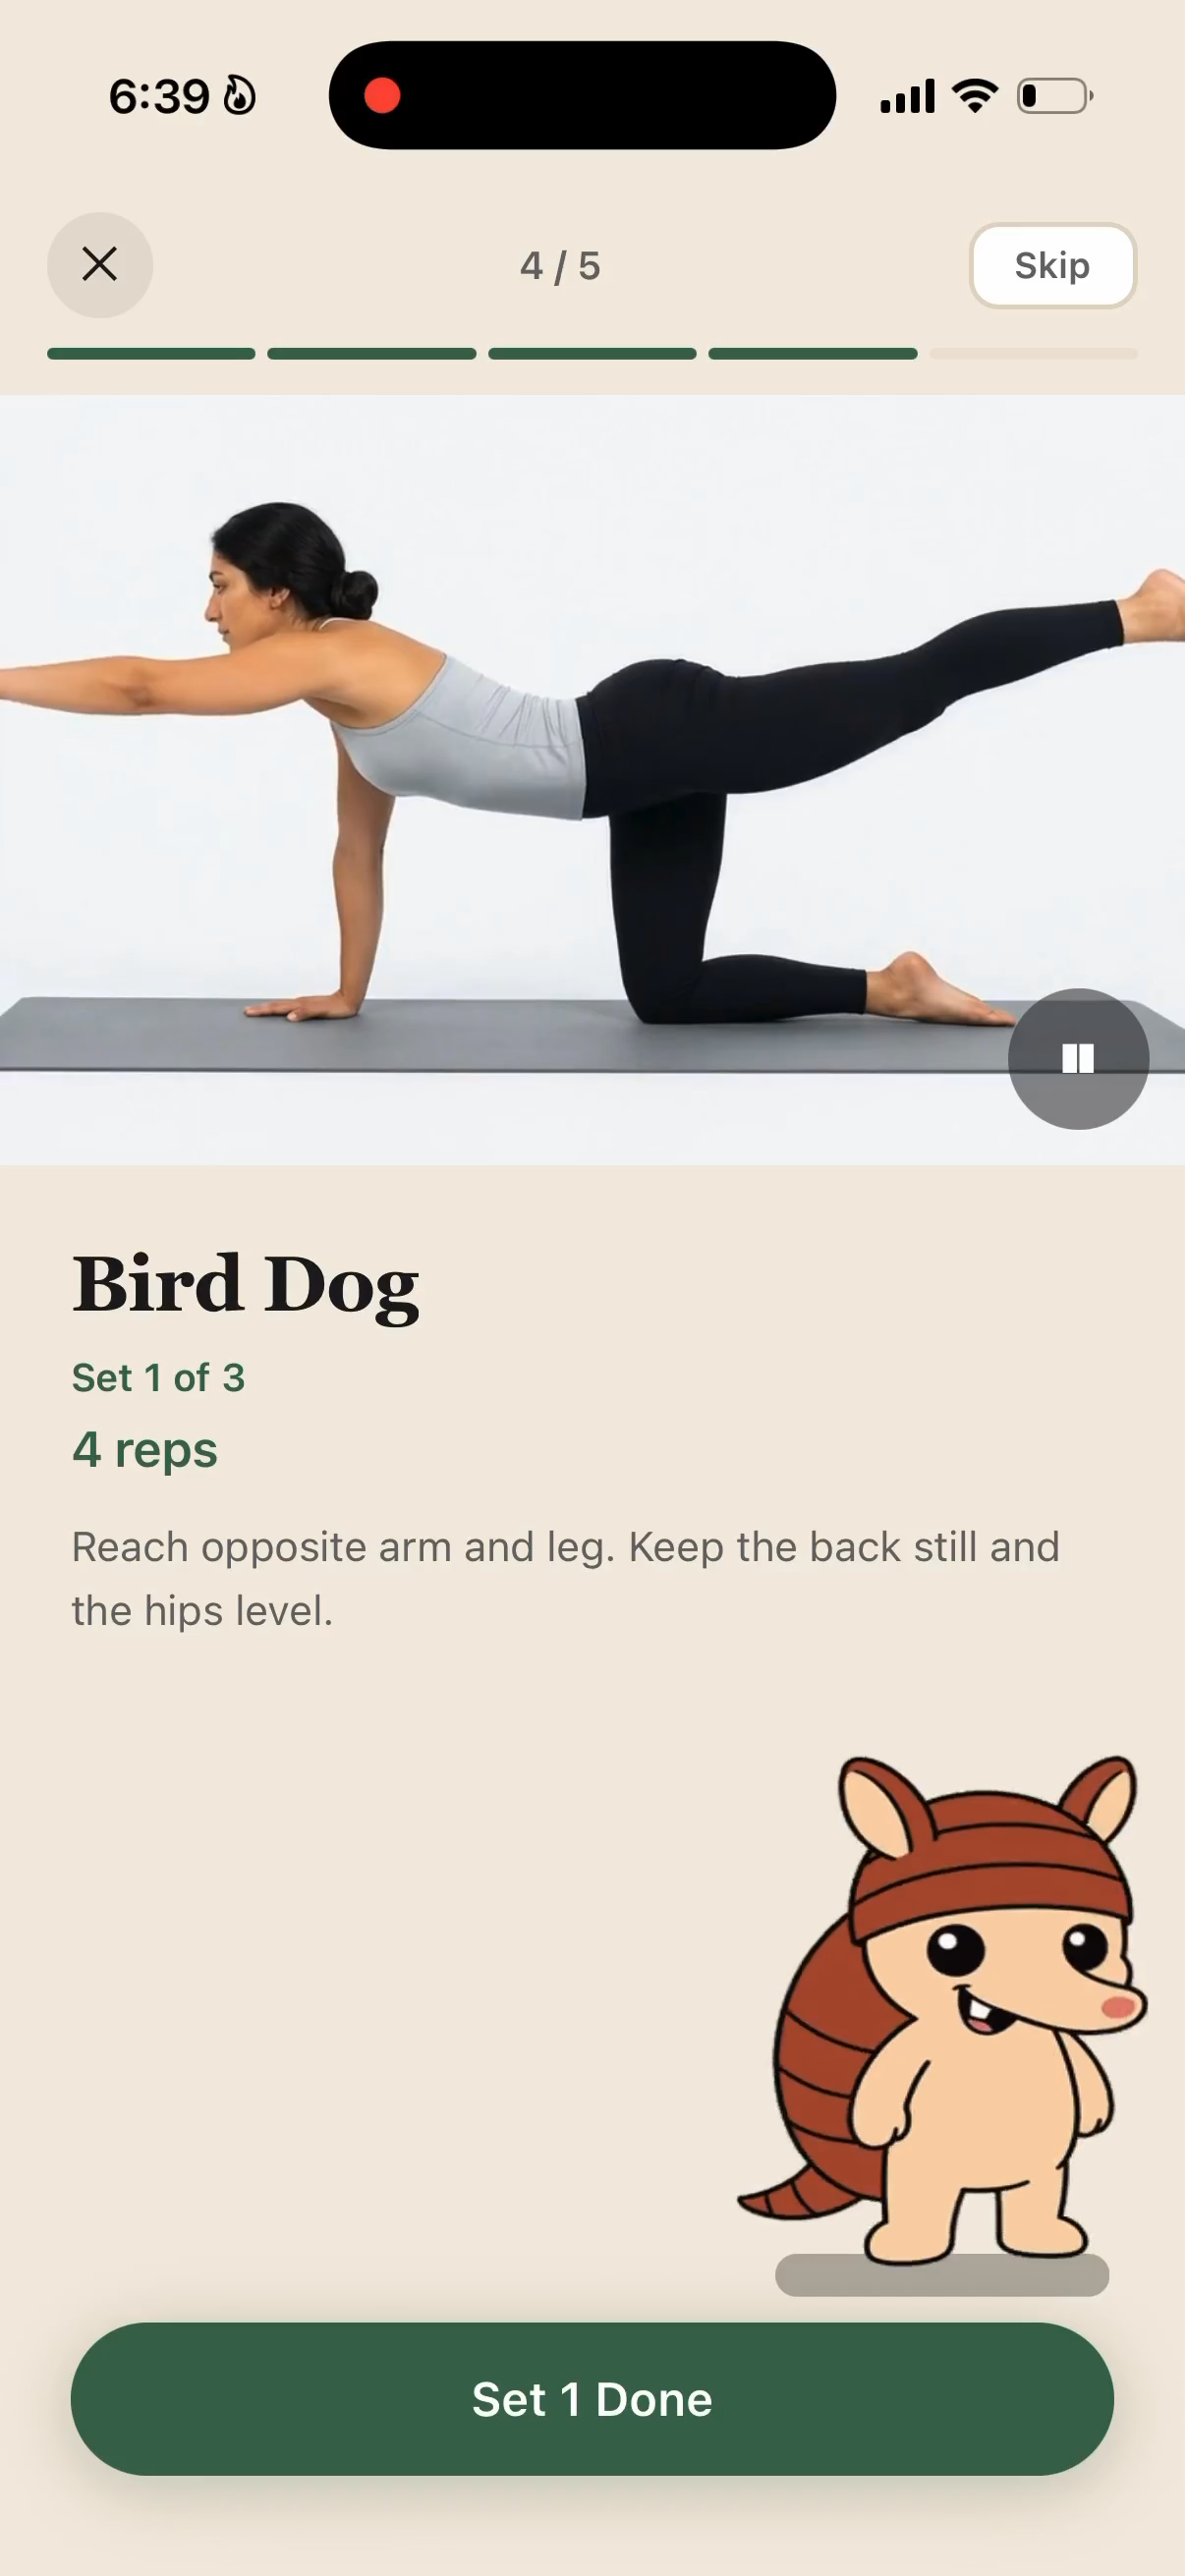 6:39
4 / 5
Skip
Bird Dog
Set 1 of 3
4 reps
Reach opposite arm and leg. Keep the back still and
the hips level.
Set 1 Done